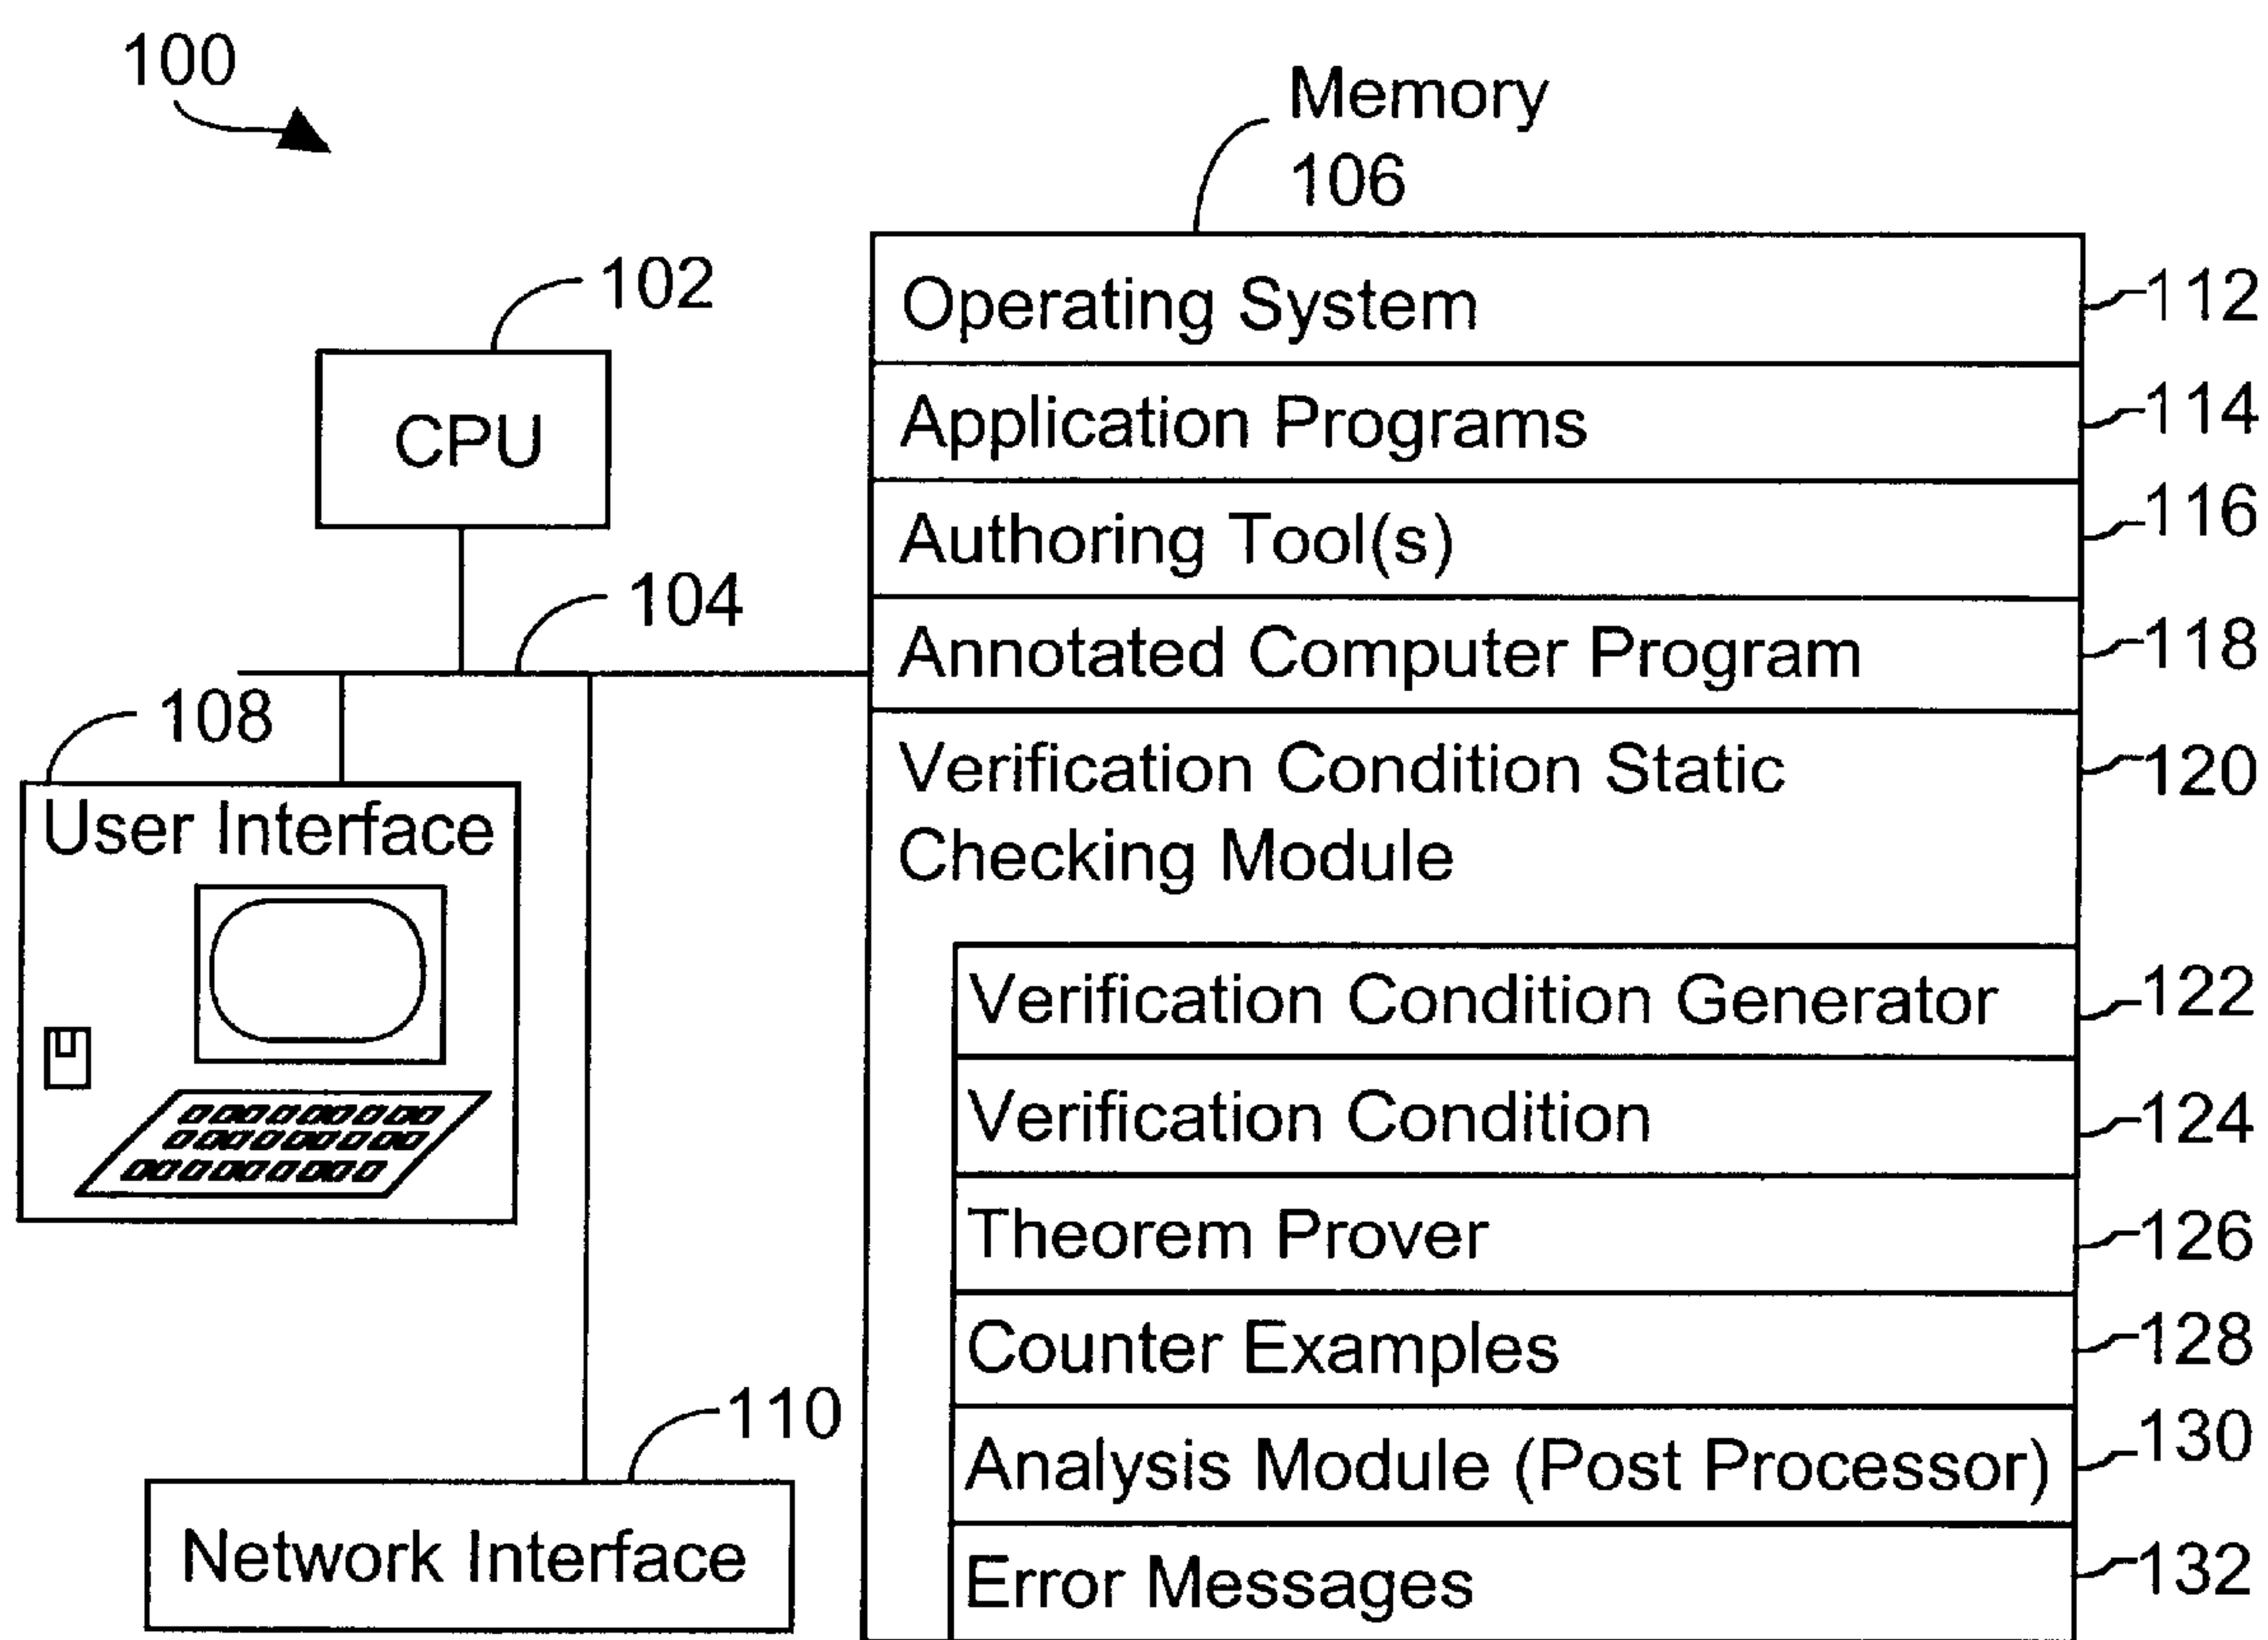 100
Memory
106
102
CPU
104
108
User Interface
110
Network Interface
Operating System
112
Application Programs
114
Authoring Tool(s)
116
Annotated Computer Program
118
Verification Condition Static
120
Checking Module
Verification Condition Generator
122
Verification Condition
124
Theorem Prover
126
Counter Examples
128
Analysis Module (Post Processor)
130
Error Messages
132